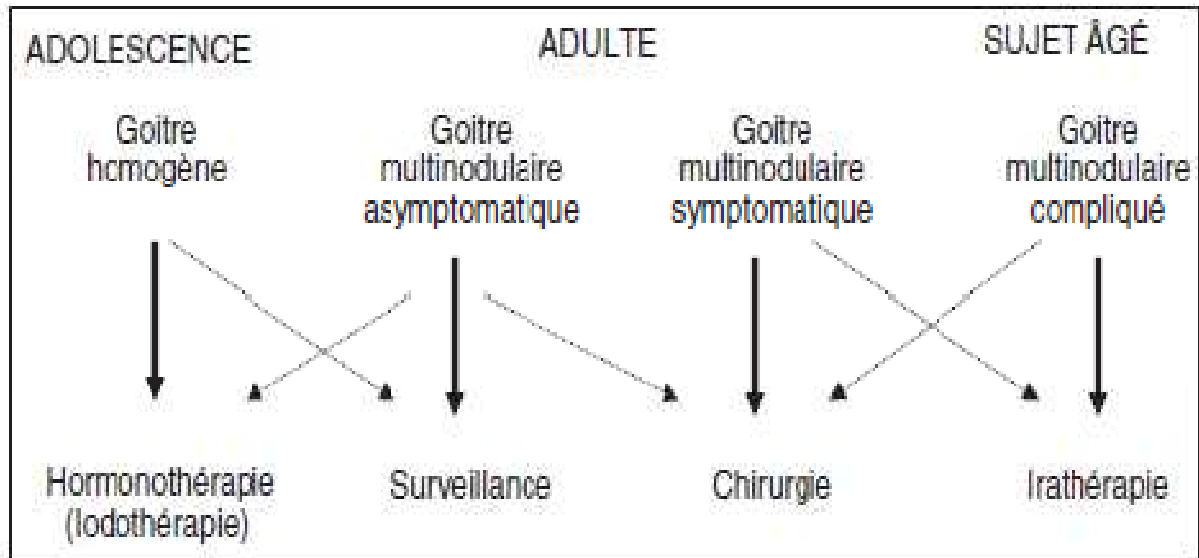 ADOLESCENCE
ADULTE
SUJET ÂGÉ
Goitre
homogène
Goitre
multinodulaire
asymptomatique
Goitre
multinodulaire
symptomatique
Goitre
multinodulaire
compliqué
Hormonothérapie
(Iodothérapie)
Surveillance
Chirurgie
Irathérapie